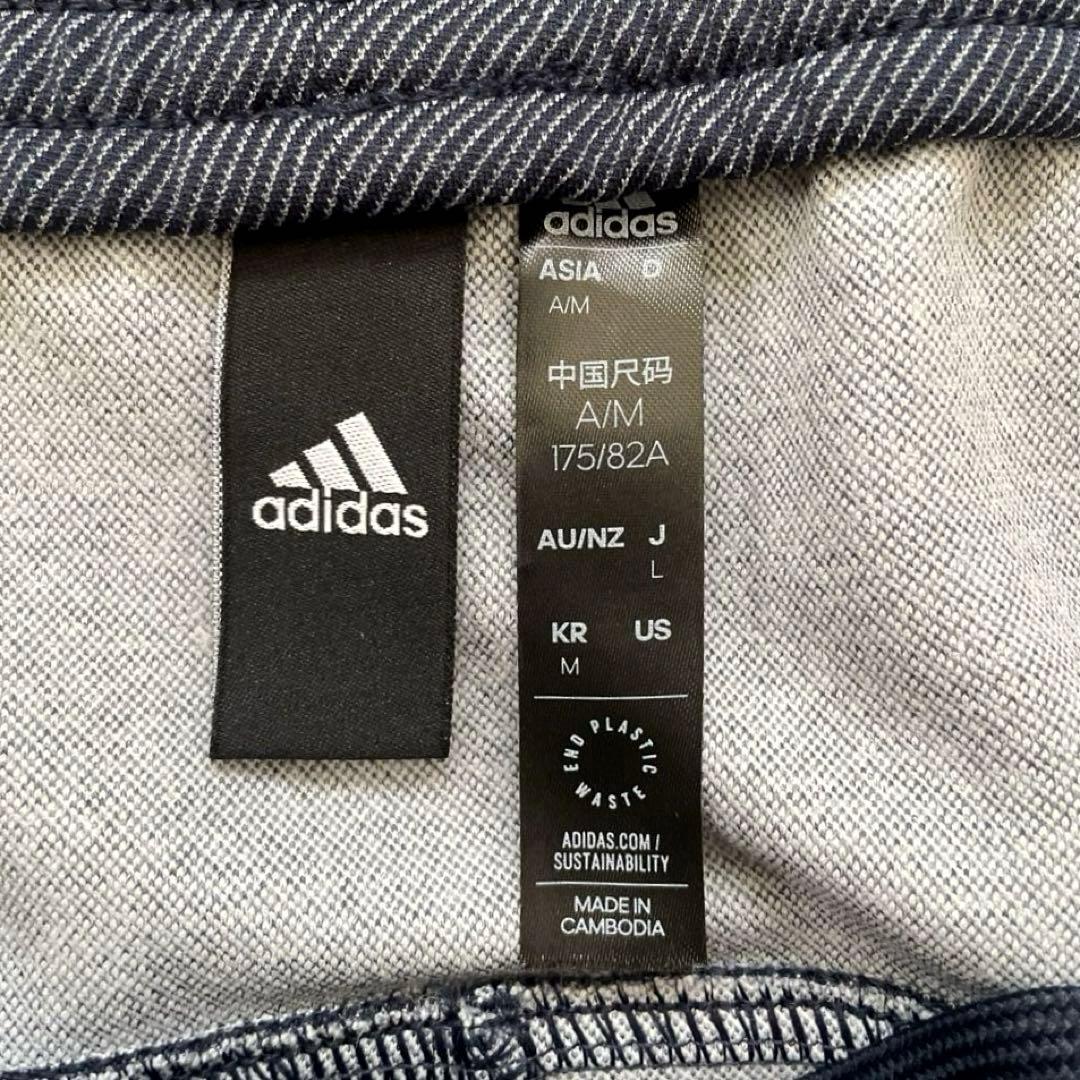 adidas
adidas
ASIA D
A/M
中国尺码
A/M
175/82A
AU/NZ J
L
KR US
M
END PLASTIC WASTE
ADIDAS.COM /
SUSTAINABILITY
MADE IN
CAMBODIA